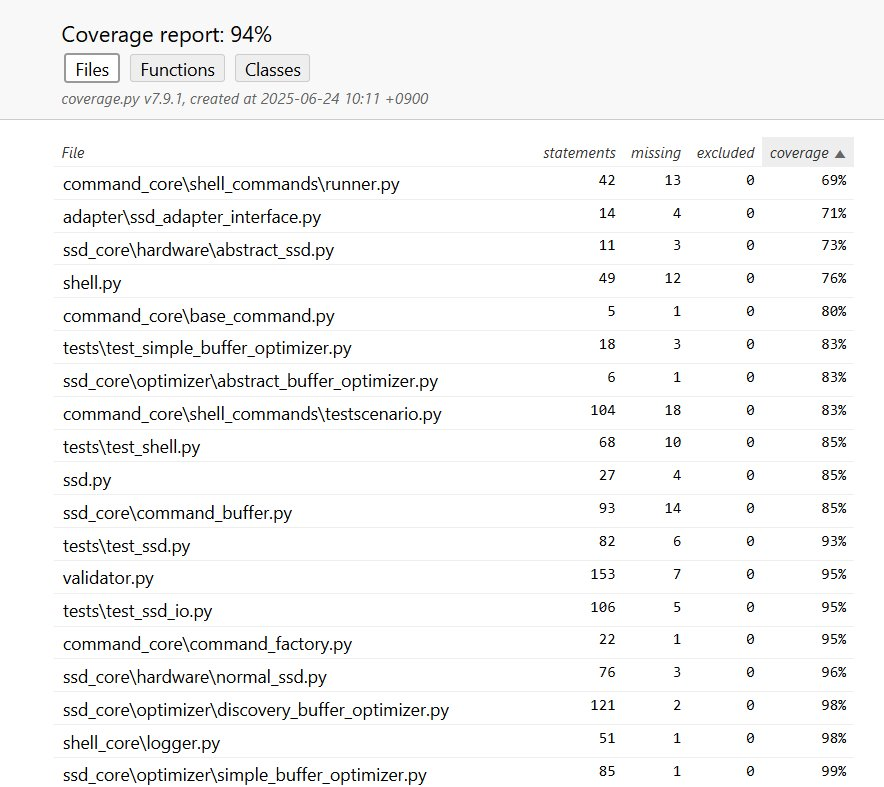 Coverage report: 94%
Files Functions Classes
coverage.py v7.9.1, created at 2025-06-24 10:11 +0900
File statements missing excluded coverage ▲
command_core\shell_commands\runner.py 42 13 0 69%
adapter\ssd_adapter_interface.py 14 4 0 71%
ssd_core\hardware\abstract_ssd.py 11 3 0 73%
shell.py 49 12 0 76%
command_core\base_command.py 5 1 0 80%
tests\test_simple_buffer_optimizer.py 18 3 0 83%
ssd_core\optimizer\abstract_buffer_optimizer.py 6 1 0 83%
command_core\shell_commands\testscenario.py 104 18 0 83%
tests\test_shell.py 68 10 0 85%
ssd.py 27 4 0 85%
ssd_core\command_buffer.py 93 14 0 85%
tests\test_ssd.py 82 6 0 93%
validator.py 153 7 0 95%
tests\test_ssd_io.py 106 5 0 95%
command_core\command_factory.py 22 1 0 95%
ssd_core\hardware\normal_ssd.py 76 3 0 96%
ssd_core\optimizer\discovery_buffer_optimizer.py 121 2 0 98%
shell_core\logger.py 51 1 0 98%
ssd_core\optimizer\simple_buffer_optimizer.py 85 1 0 99%